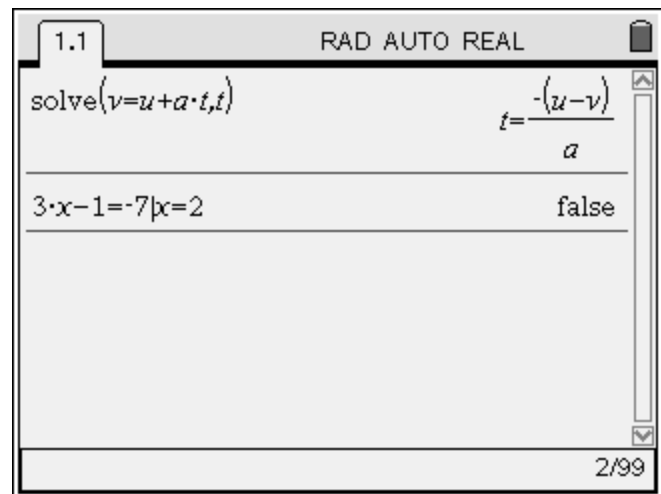 1.1 RAD AUTO REAL
solve(v=u+a·t,t) t=-(u-v)/a
3·x-1=-7|x=2 false
2/99